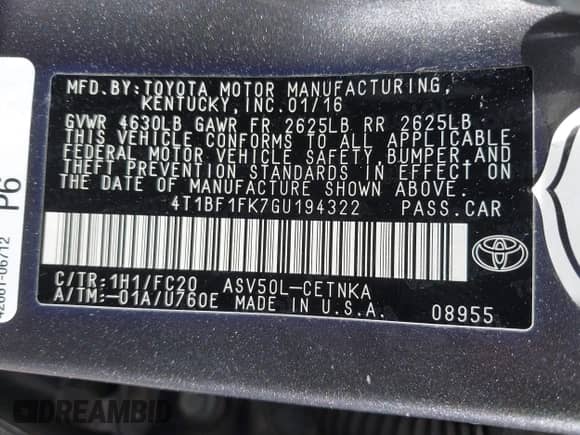 MFD.BY:TOYOTA MOTOR MANUFACTURING,
KENTUCKY,INC.01/16
GVWR 4630LB GAWR FR 2625LB RR 2625LB
THIS VEHICLE CONFORMS TO ALL APPLICABLE
FEDERAL MOTOR VEHICLE SAFETY,BUMPER,AND
THEFT PREVENTION STANDARDS IN EFFECT ON
THE DATE OF MANUFACTURE SHOWN ABOVE.
4T1BF1FK7GU194322 PASS.CAR
C/TR:1H1/FC20 ASV50L-CETNKA
A/TM:-01A/U760E MADE IN U.S.A.
08955
P6
DREAMBID